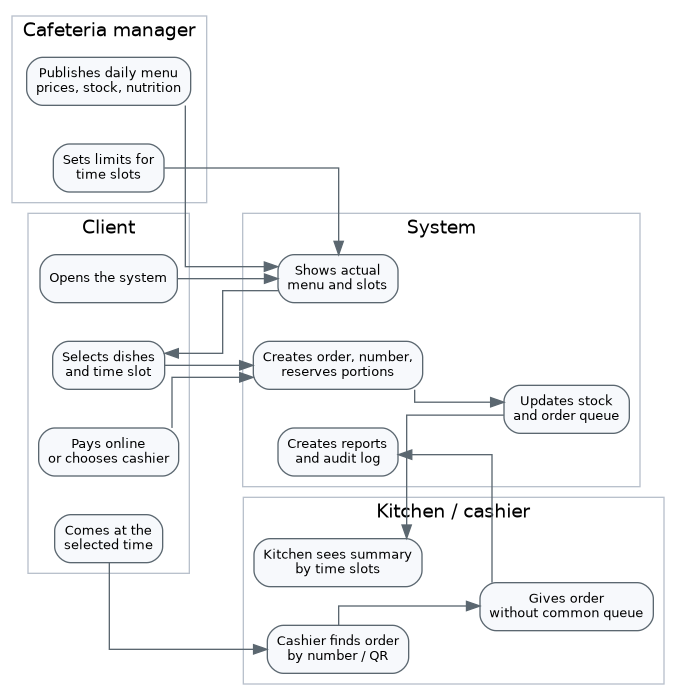 Cafeteria manager
Publishes daily menu
prices, stock, nutrition
Sets limits for
time slots
Client
Opens the system
Selects dishes
and time slot
Pays online
or chooses cashier
Comes at the
selected time
System
Shows actual
menu and slots
Creates order, number,
reserves portions
Updates stock
and order queue
Creates reports
and audit log
Kitchen / cashier
Kitchen sees summary
by time slots
Gives order
without common queue
Cashier finds order
by number / QR